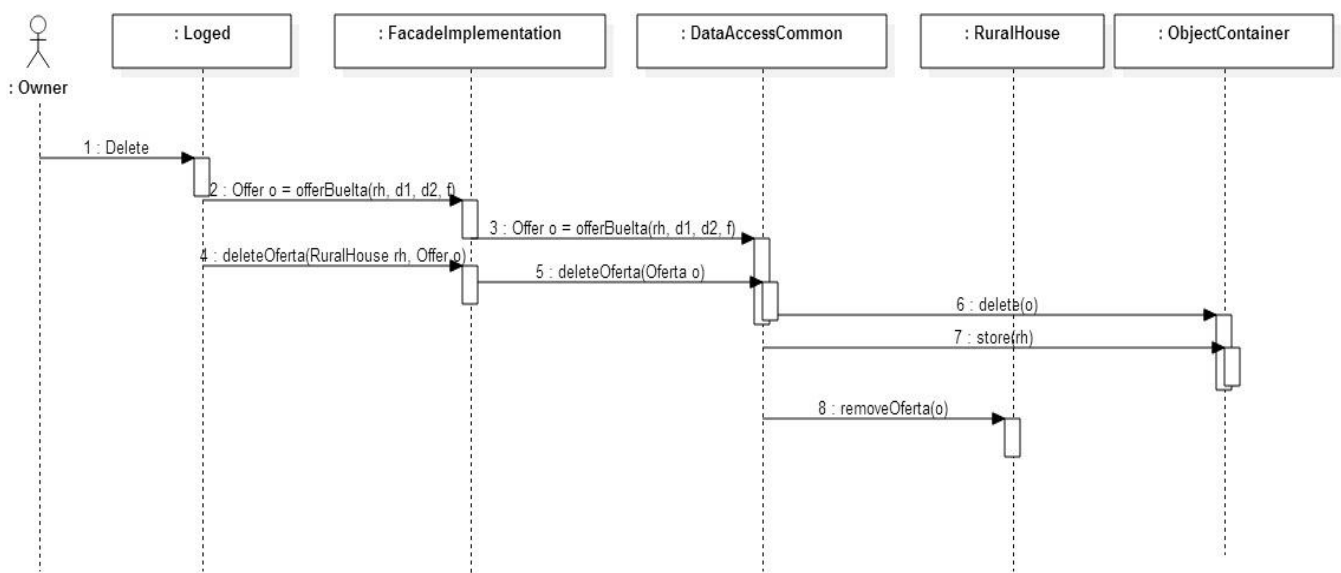 : Loged
: FacadeImplementation
: DataAccessCommon
: RuralHouse
: ObjectContainer
: Owner
1 : Delete
2 : Offer o = offerBuelta(rh, d1, d2, f)
3 : Offer o = offerBuelta(rh, d1, d2, f)
4 : deleteOferta(RuralHouse rh, Offer o)
5 : deleteOferta(Oferta o)
6 : delete(o)
7 : store(rh)
8 : removeOferta(o)